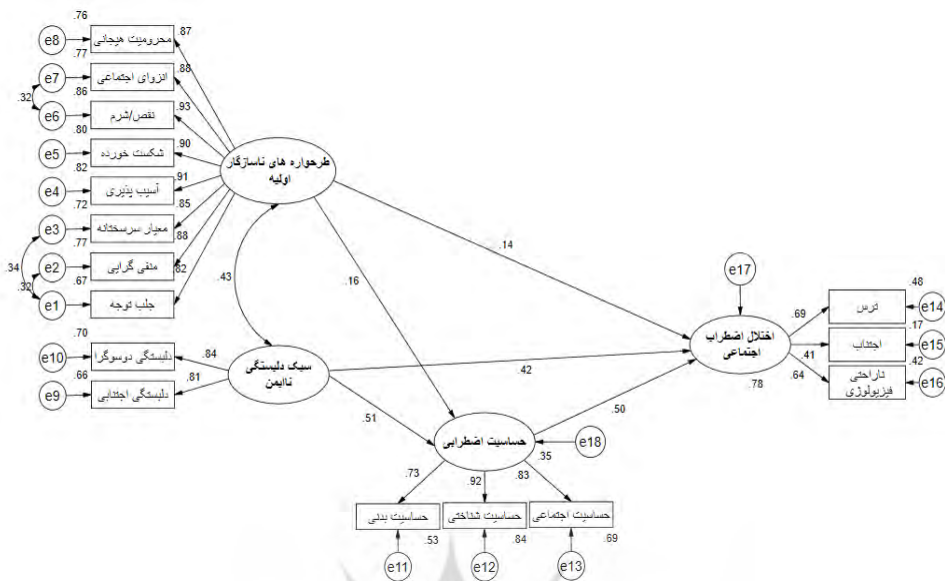 .76
e8
محرومیت هیجانی
.87
.77
e7
انزوای اجتماعی
.88
.86
.32
e6
نقص/شرم
.93
.80
e5
شکست خورده
.90
.82
e4
آسیب پذیری
.91
.72
e3
معیار سرسختانه
.85
.77
.34
e2
منفی گرایی
.88
.67
.32
e1
جلب توجه
.82
طرحواره های ناسازگار
اولیه
.14
.43
.16
e17
.70
e10
دلبستگی دوسوگرا
.84
.66
e9
دلبستگی اجتنابی
.81
سبک دلبستگی
ناایمن
.42
.51
اختلال اضطراب
اجتماعی
.78
.69
.48
ترس
e14
.17
اجتناب
e15
.41
.42
.64
ناراحتی
فیزیولوژی
e16
.50
حساسیت اضطرابی
.35
e18
.73
.92
.83
حساسیت بدنی
حساسیت شناختی
حساسیت اجتماعی
.53
.84
.69
e11
e12
e13